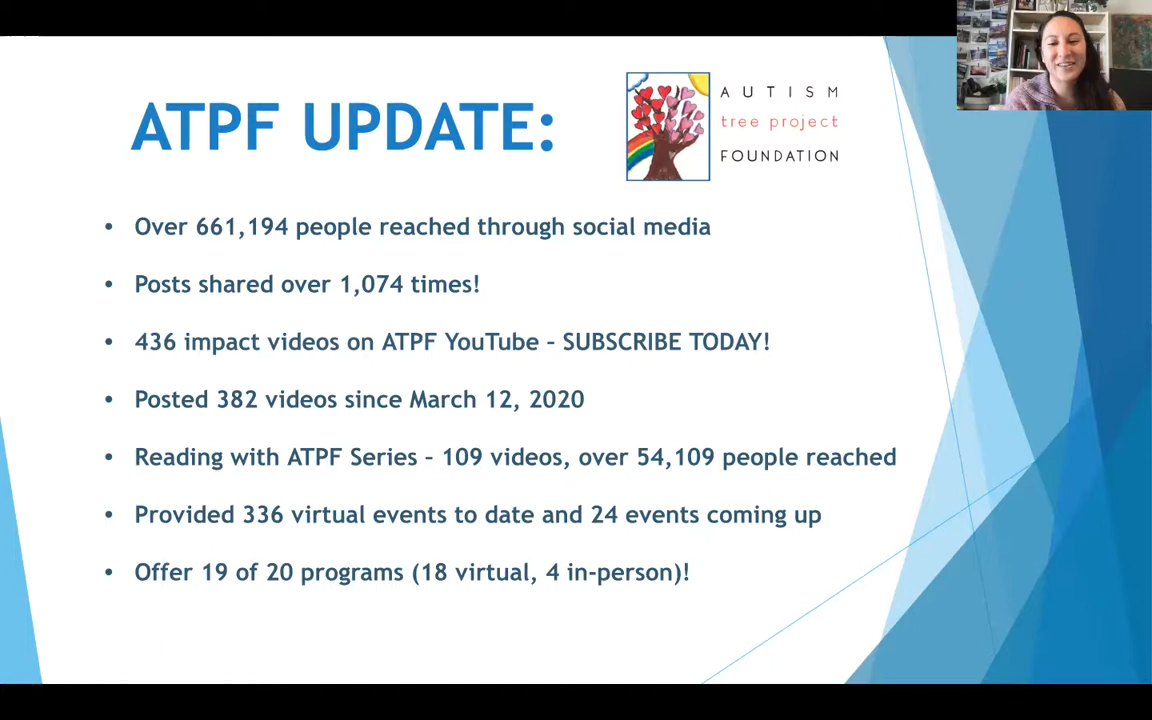 ATPF UPDATE:
AUTISM
tree project
FOUNDATION
• Over 661,194 people reached through social media
• Posts shared over 1,074 times!
• 436 impact videos on ATPF YouTube – SUBSCRIBE TODAY!
• Posted 382 videos since March 12, 2020
• Reading with ATPF Series – 109 videos, over 54,109 people reached
• Provided 336 virtual events to date and 24 events coming up
• Offer 19 of 20 programs (18 virtual, 4 in-person)!